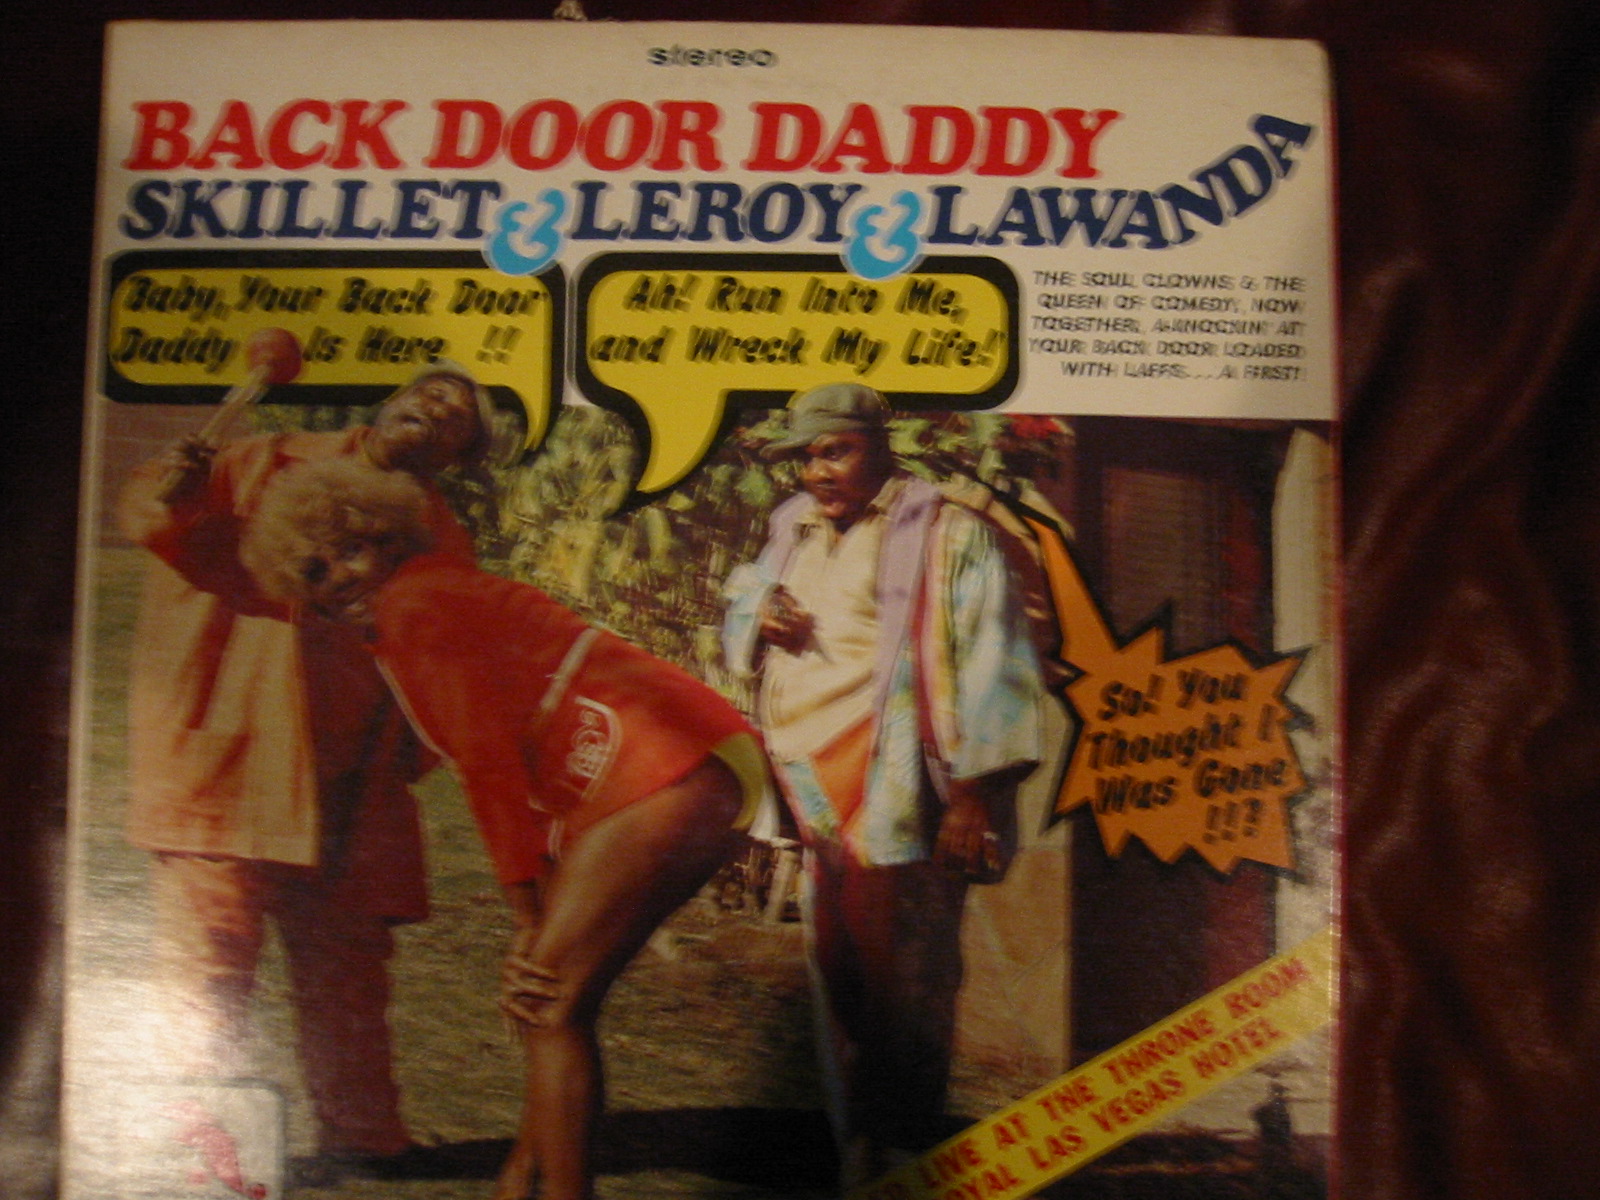 stereo
BACK DOOR DADDY
SKILLET & LEROY & LAWANDA
Baby, Your Back Door
Daddy Is Here !!
Ah! Run Into Me,
and Wreck My Life!
THE SOUL CLOWNS & THE
QUEEN OF COMEDY, NOW
TOGETHER, A-KNOCKIN' AT
YOUR BACK DOOR LOADED
WITH LAFFS.... A FIRST!
So! You
Thought I
Was Gone
!!?
LIVE AT THE THRONE ROOM
LAS VEGAS HOTEL